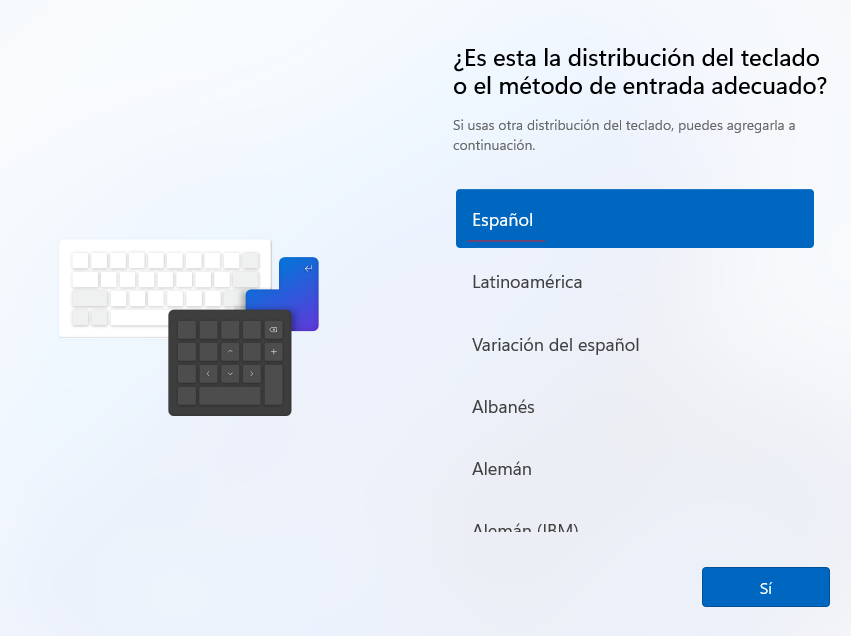 ¿Es esta la distribución del teclado
o el método de entrada adecuado?
Si usas otra distribución del teclado, puedes agregarla a
continuación.
Español
Latinoamérica
Variación del español
Albanés
Alemán
Alemán (IBM)
Sí